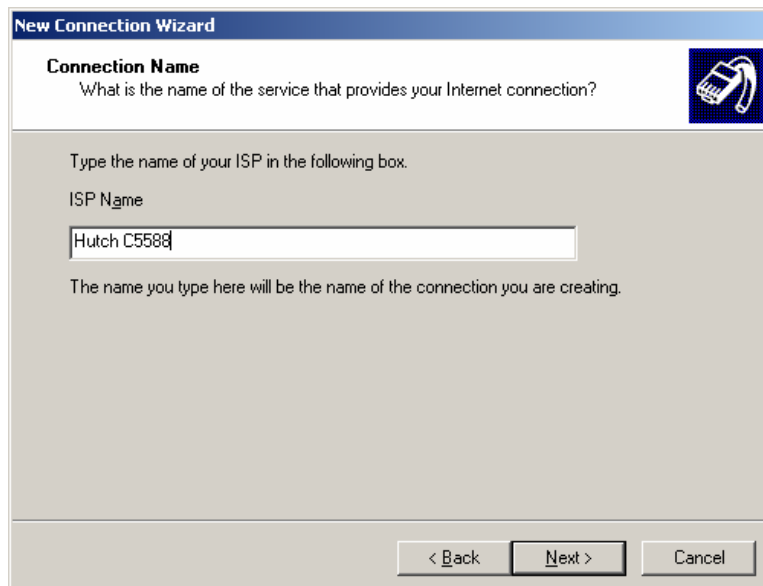 New Connection Wizard
Connection Name
What is the name of the service that provides your Internet connection?
Type the name of your ISP in the following box.
ISP Name
Hutch C5588
The name you type here will be the name of the connection you are creating.
< Back
Next >
Cancel